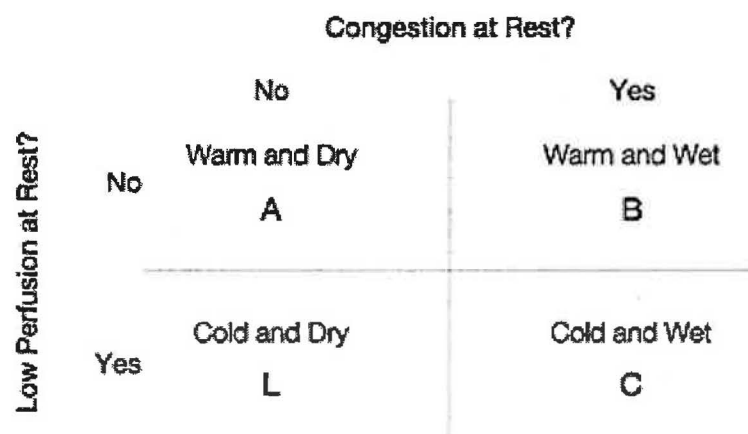 Congestion at Rest?
No Yes
Low Perfusion at Rest?
No
Warm and Dry Warm and Wet
A B
Yes
Cold and Dry Cold and Wet
L C